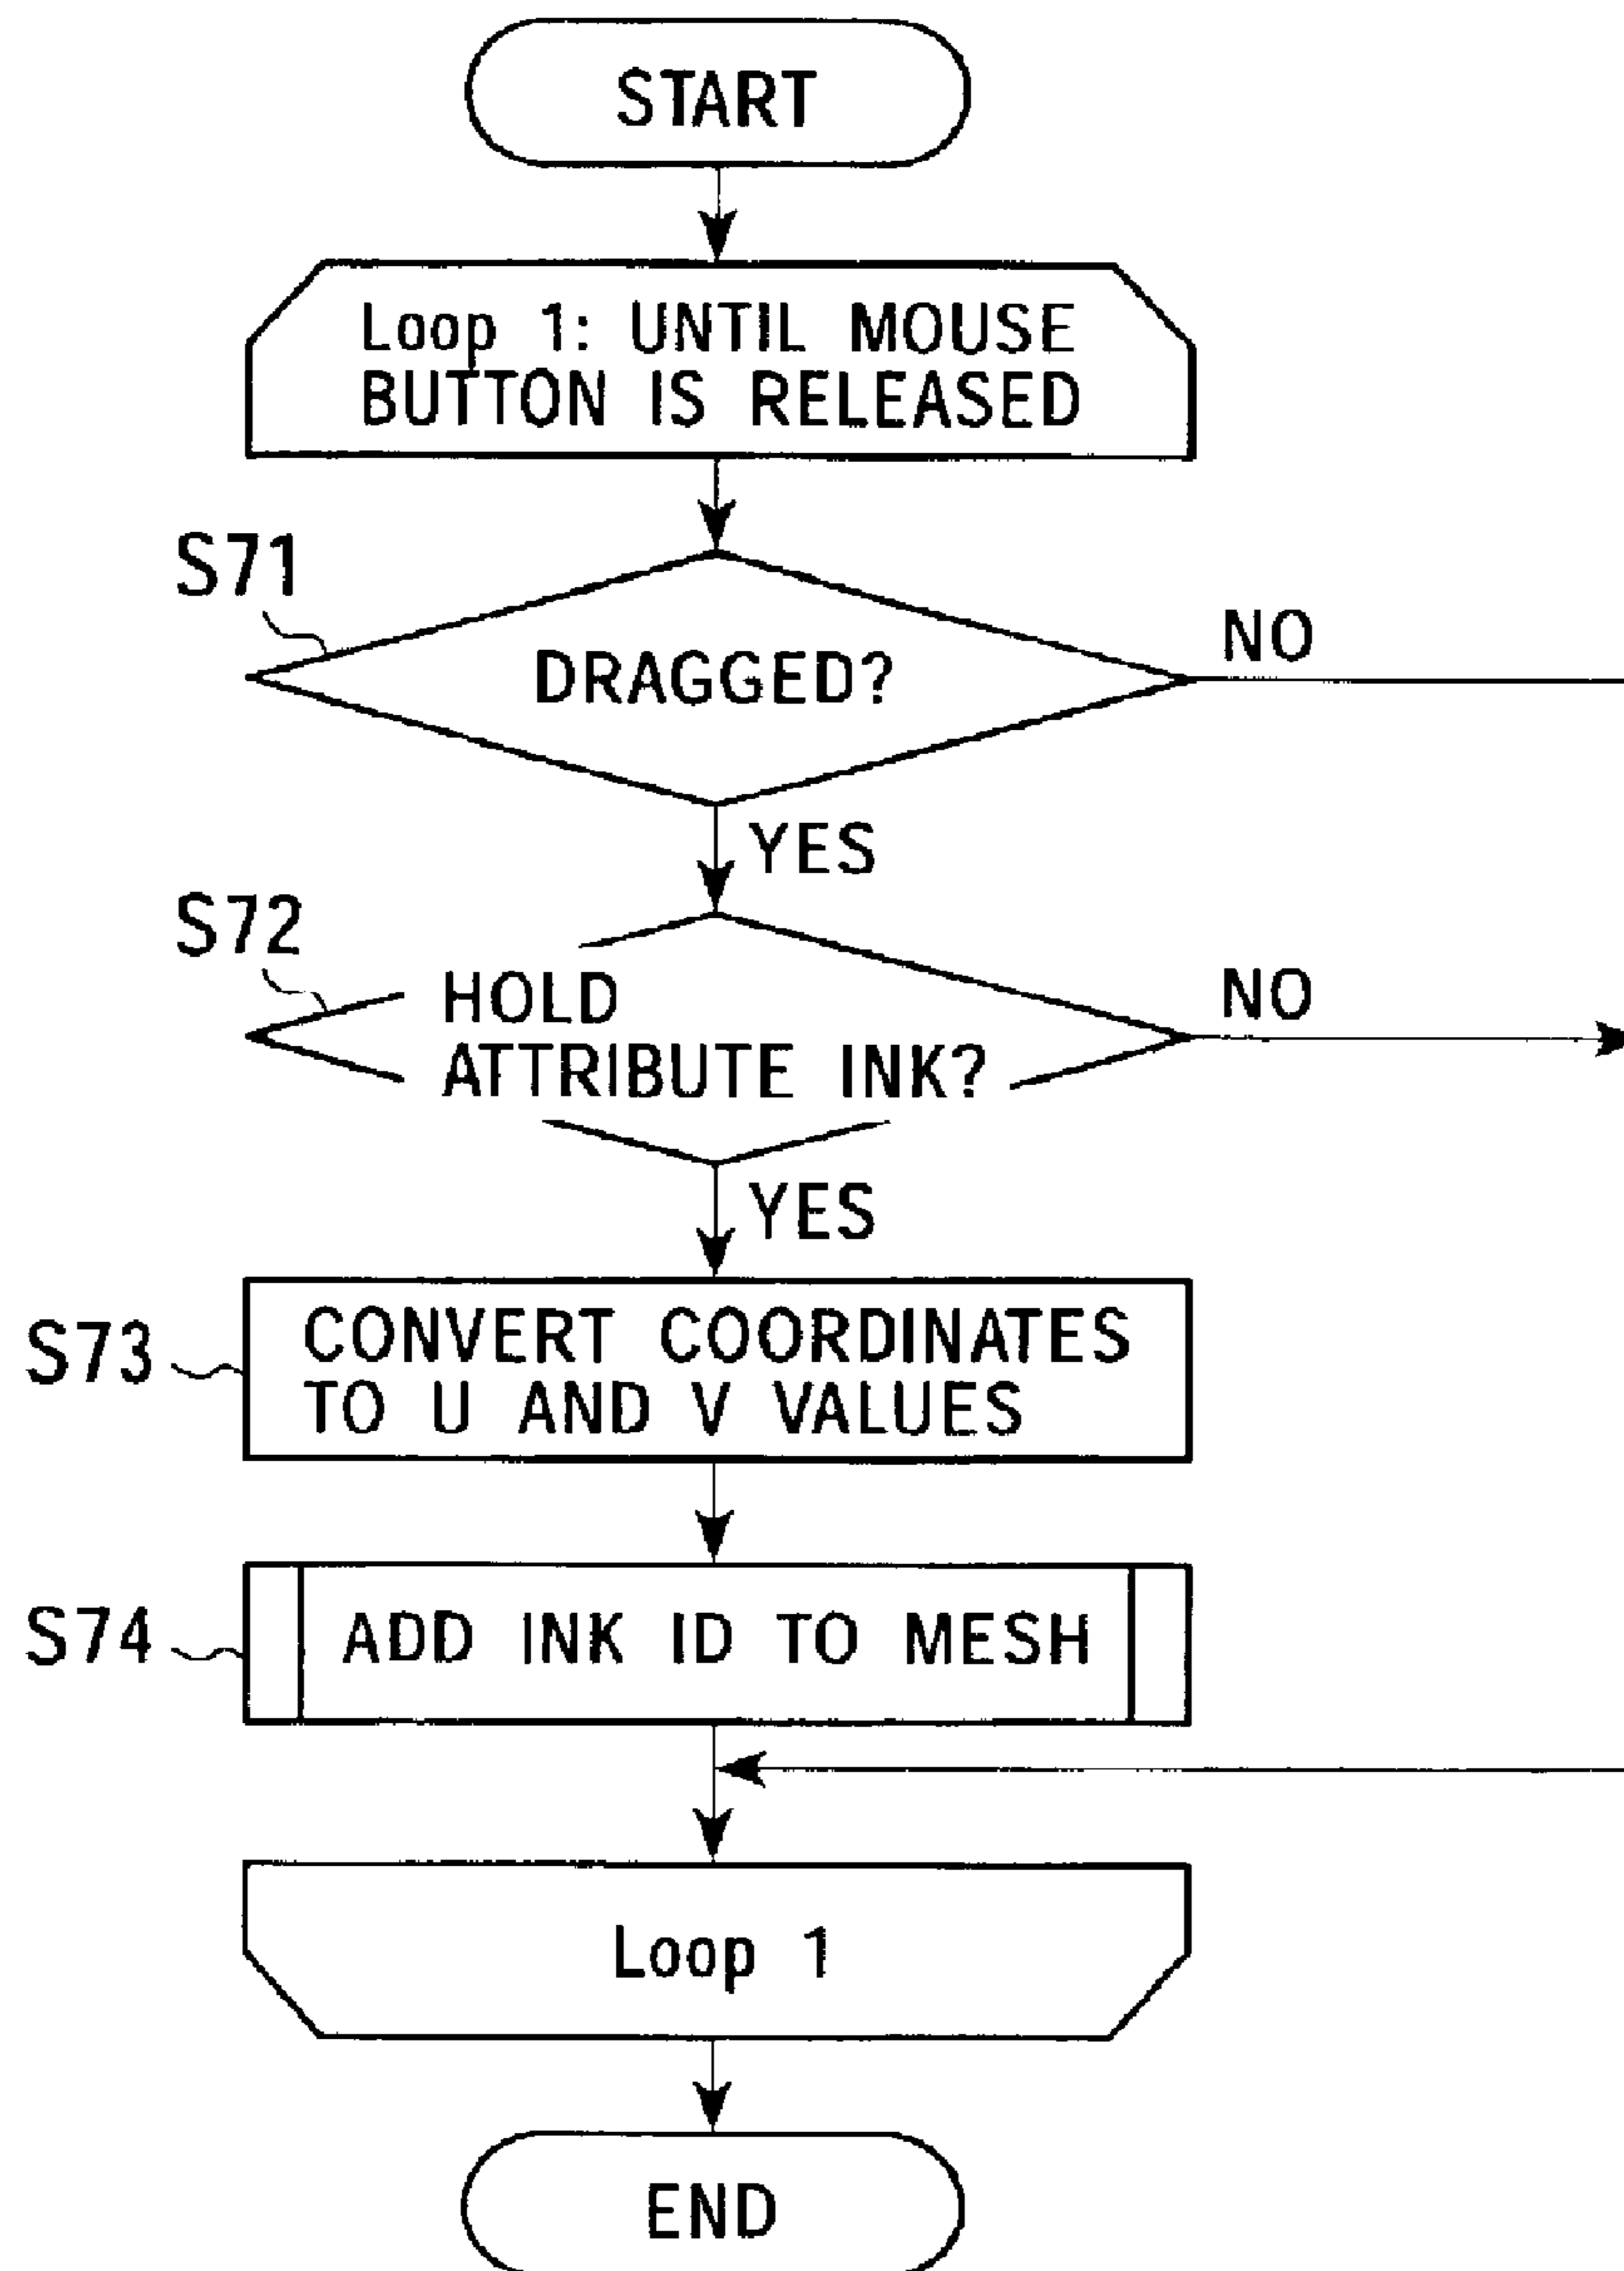 START
Loop 1: UNTIL MOUSE
BUTTON IS RELEASED
S71
DRAGGED?
NO
YES
S72
HOLD
ATTRIBUTE INK?
NO
YES
S73
CONVERT COORDINATES
TO U AND V VALUES
S74
ADD INK ID TO MESH
Loop 1
END